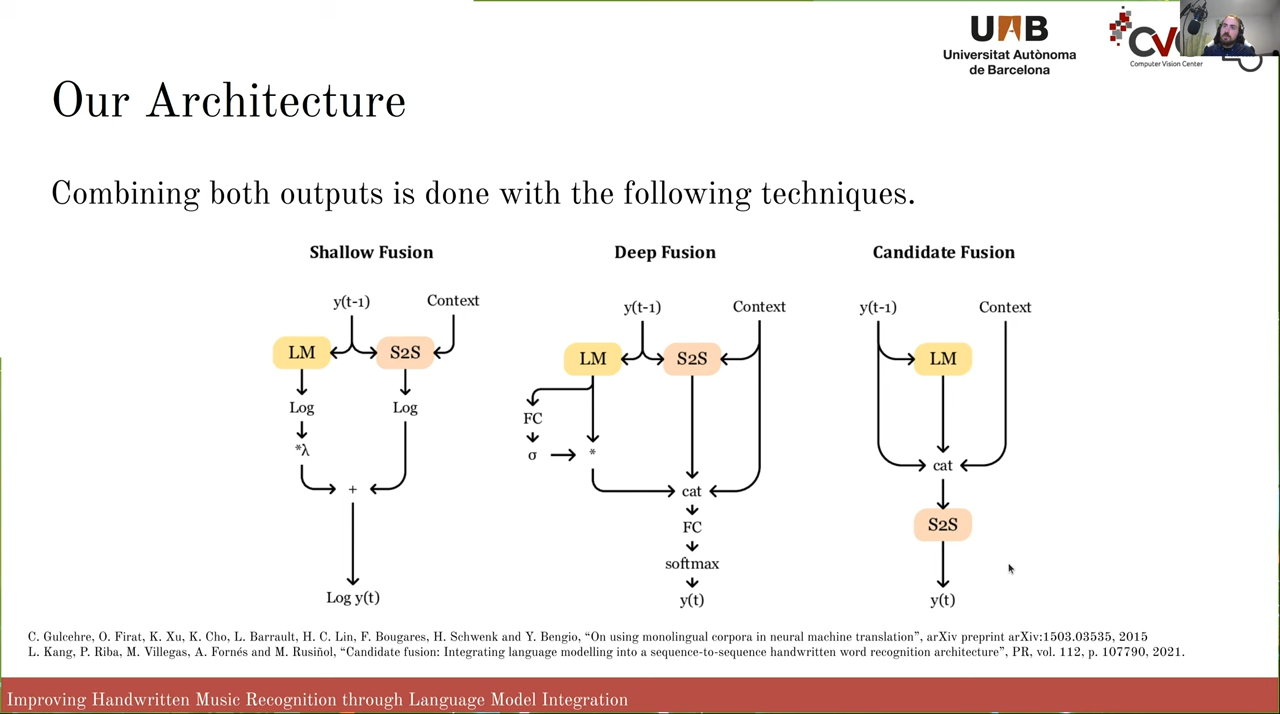 UAB
Universitat Autònoma
de Barcelona
CVC
Computer Vision Center
Our Architecture
Combining both outputs is done with the following techniques.
Shallow Fusion
y(t-1)
Context
LM
S2S
Log
Log
*λ
+
Log y(t)
Deep Fusion
y(t-1)
Context
LM
S2S
FC
σ
*
cat
FC
softmax
y(t)
Candidate Fusion
y(t-1)
Context
LM
cat
S2S
y(t)
C. Gulcehre, O. Firat, K. Xu, K. Cho, L. Barrault, H. C. Lin, F. Bougares, H. Schwenk and Y. Bengio, “On using monolingual corpora in neural machine translation”, arXiv preprint arXiv:1503.03535, 2015
L. Kang, P. Riba, M. Villegas, A. Fornés and M. Rusiñol, “Candidate fusion: Integrating language modelling into a sequence-to-sequence handwritten word recognition architecture”, PR, vol. 112, p. 107790, 2021.
Improving Handwritten Music Recognition through Language Model Integration